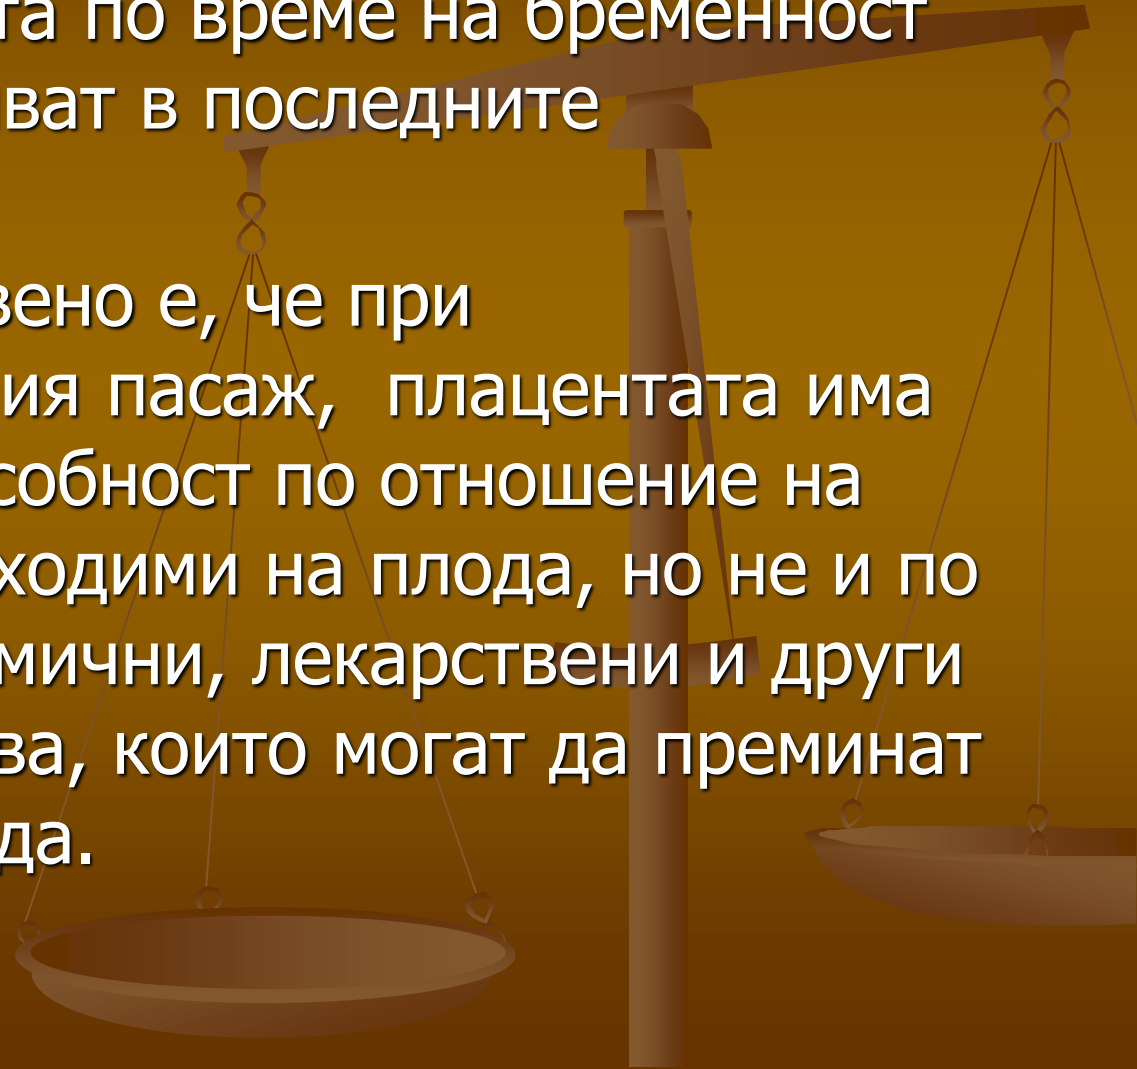 та по време на бременност
ват в последните
вено е, че при
ия пасаж, плацентата има
собност по отношение на
ходими на плода, но не и по
мични, лекарствени и други
ва, които могат да преминат
да.